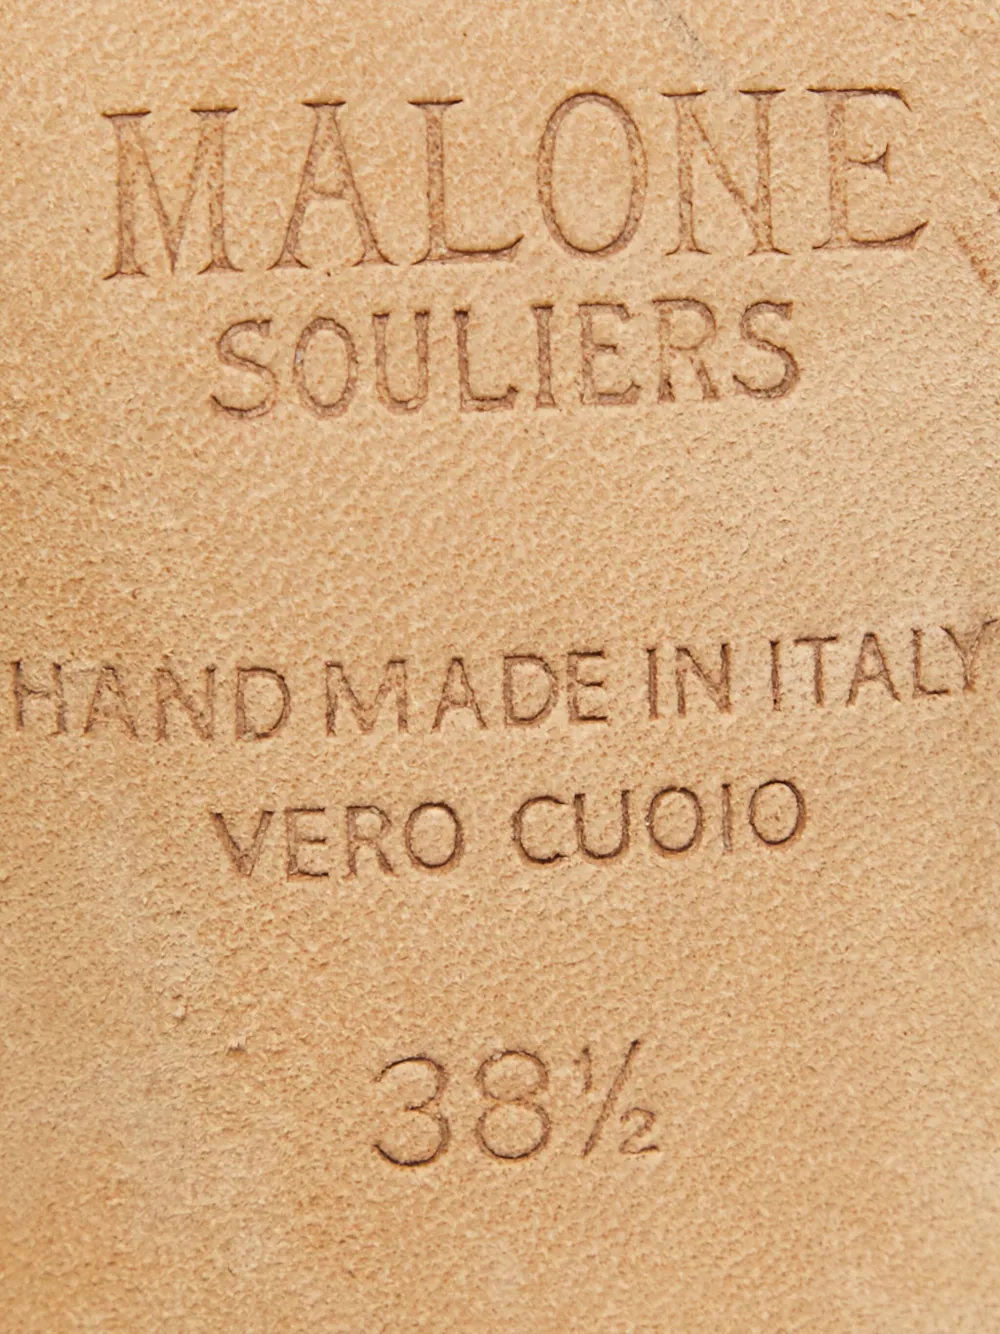 MALONE
SOULIERS
HAND MADE IN ITALY
VERO CUOIO
38½